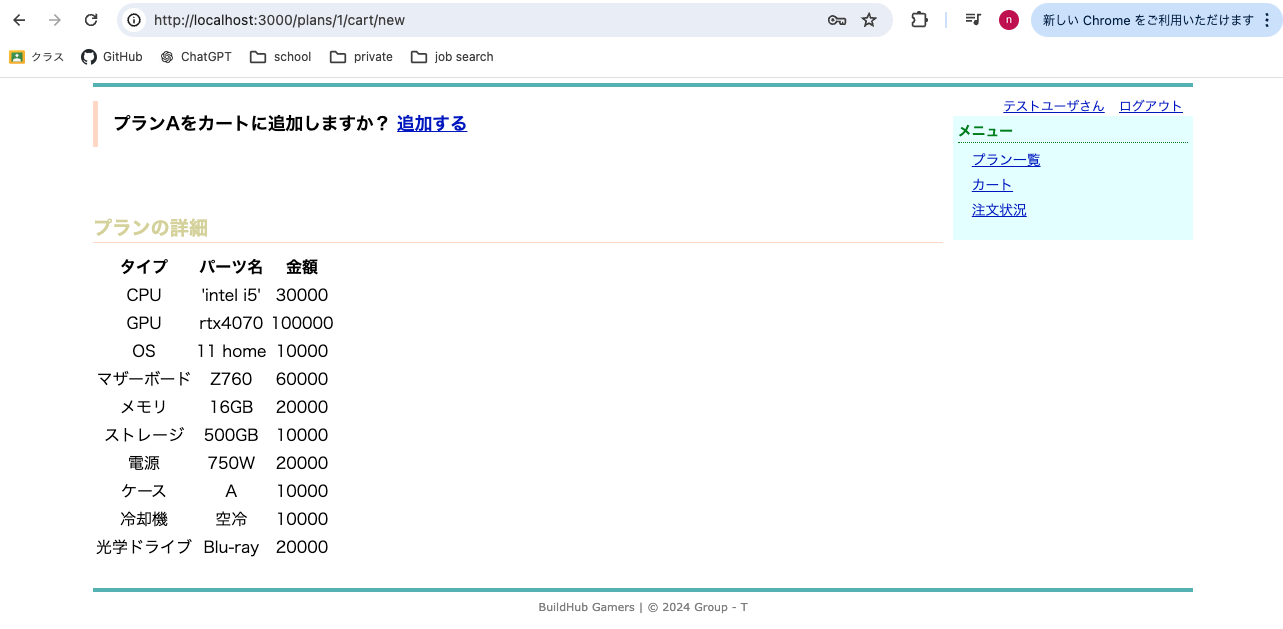 http://localhost:3000/plans/1/cart/new
n
新しい Chrome をご利用いただけます
クラス GitHub ChatGPT school private job search
テストユーザさん ログアウト
プランAをカートに追加しますか？ 追加する
メニュー
プラン一覧
カート
注文状況
プランの詳細
タイプ パーツ名 金額
CPU 'intel i5' 30000
GPU rtx4070 100000
OS 11 home 10000
マザーボード Z760 60000
メモリ 16GB 20000
ストレージ 500GB 10000
電源 750W 20000
ケース A 10000
冷却機 空冷 10000
光学ドライブ Blu-ray 20000
BuildHub Gamers | © 2024 Group - T